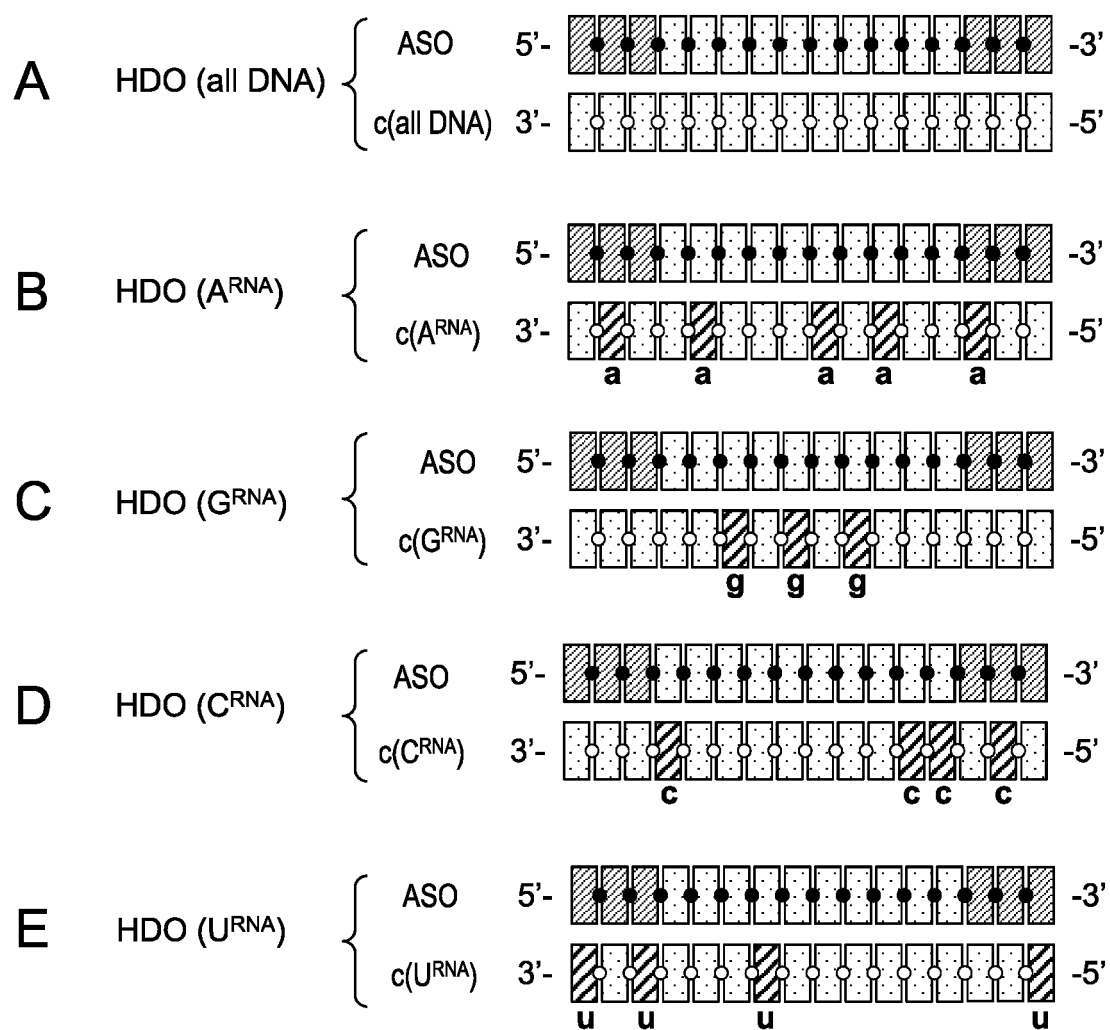 ASO 5’- -3’
A HDO (all DNA)
c(all DNA) 3’- -5’
ASO 5’- -3’
B HDO (A^RNA)
c(A^RNA) 3’- -5’
a a a a a
ASO 5’- -3’
C HDO (G^RNA)
c(G^RNA) 3’- -5’
g g g
ASO 5’- -3’
D HDO (C^RNA)
c(C^RNA) 3’- -5’
c c c c
ASO 5’- -3’
E HDO (U^RNA)
c(U^RNA) 3’- -5’
u u u u